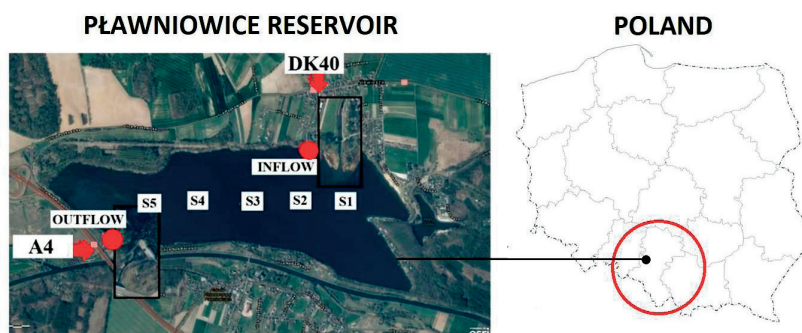 PŁAWNIOWICE RESERVOIR
POLAND
DK40
INFLOW
S5
S4
S3
S2
S1
OUTFLOW
A4